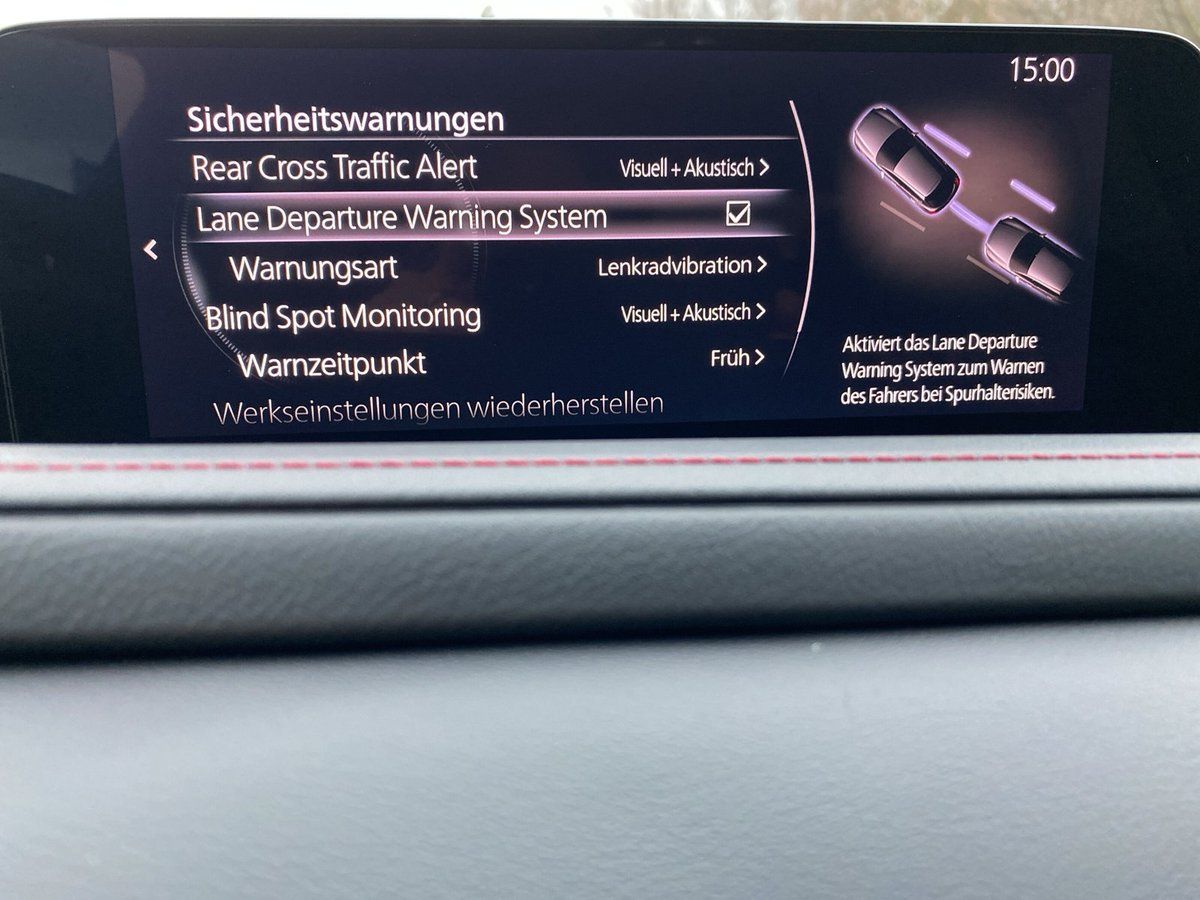 15:00
Sicherheitswarnungen
Rear Cross Traffic Alert Visuell + Akustisch
Lane Departure Warning System
Warnungsart Lenkradvibration
Blind Spot Monitoring Visuell + Akustisch
Warnzeitpunkt Früh
Werkseinstellungen wiederherstellen
Aktiviert das Lane Departure
Warning System zum Warnen
des Fahrers bei Spurhalterisiken.